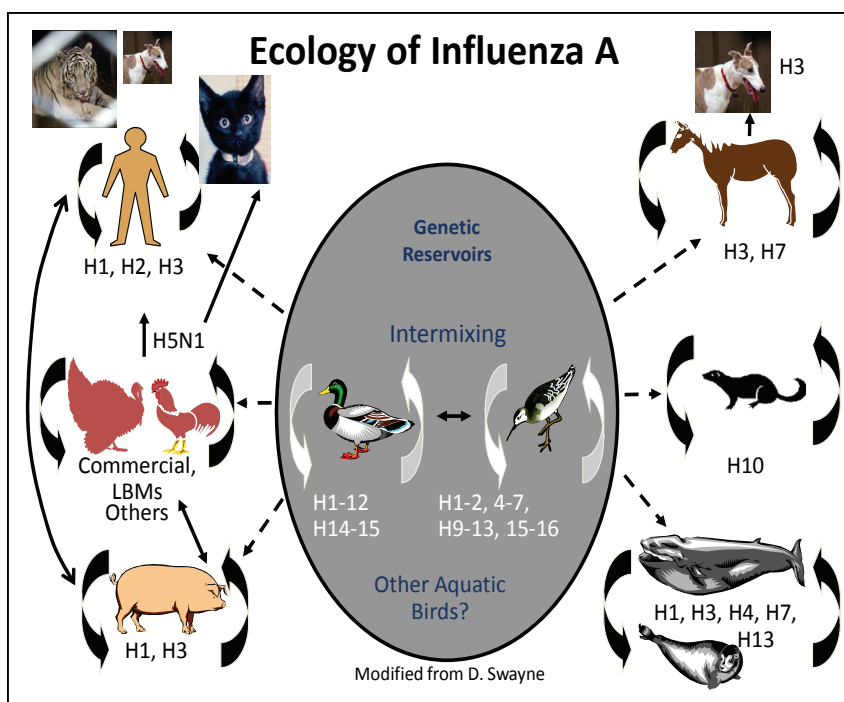 Ecology of Influenza A
H3
H1, H2, H3
Genetic
Reservoirs
H3, H7
H5N1
Intermixing
Commercial,
LBMs
Others
H1-12
H14-15
H1-2, 4-7,
H9-13, 15-16
H10
H1, H3
Other Aquatic
Birds?
H1, H3, H4, H7,
H13
Modified from D. Swayne